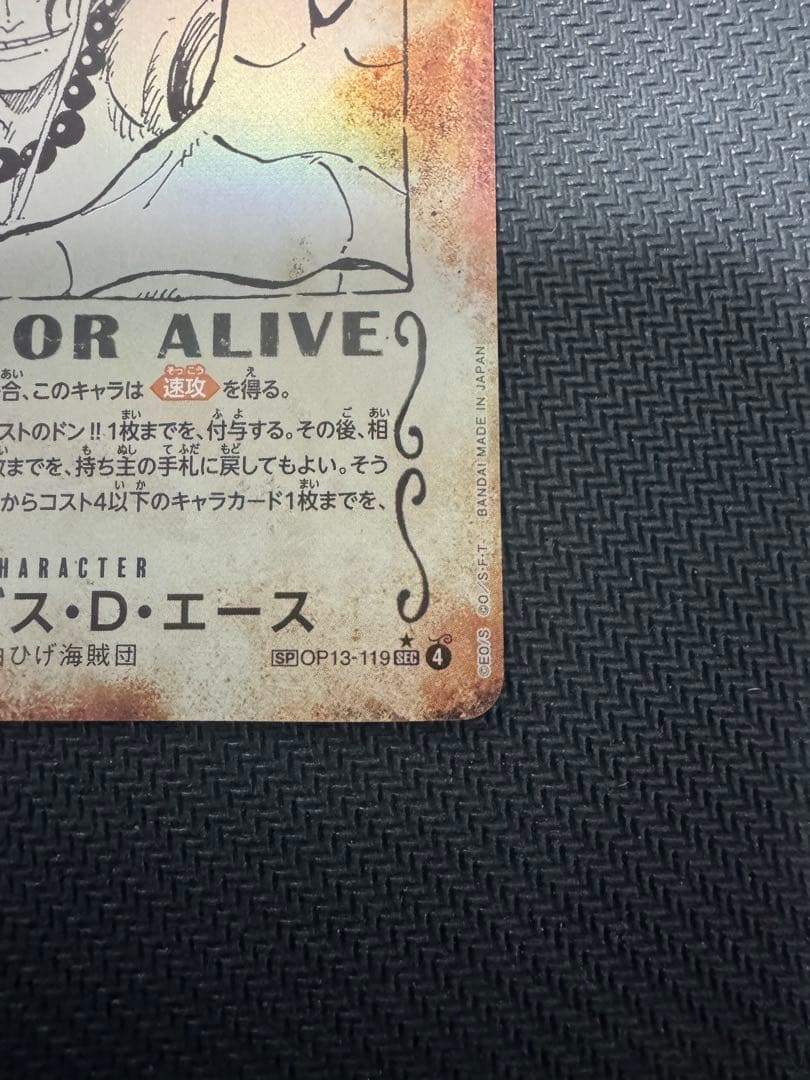 OR ALIVE
合、このキャラは 速攻 を得る。
ストのドン!!1枚までを、付与する。その後、相
枚までを、持ち主の手札に戻してもよい。そう
からコスト4以下のキャラカード1枚までを、
HARACTER
ス・D・エース
ひげ海賊団
SP OP13-119 SEC 4
©E.O./S ©O./S・F・T・ BANDAI MADE IN JAPAN